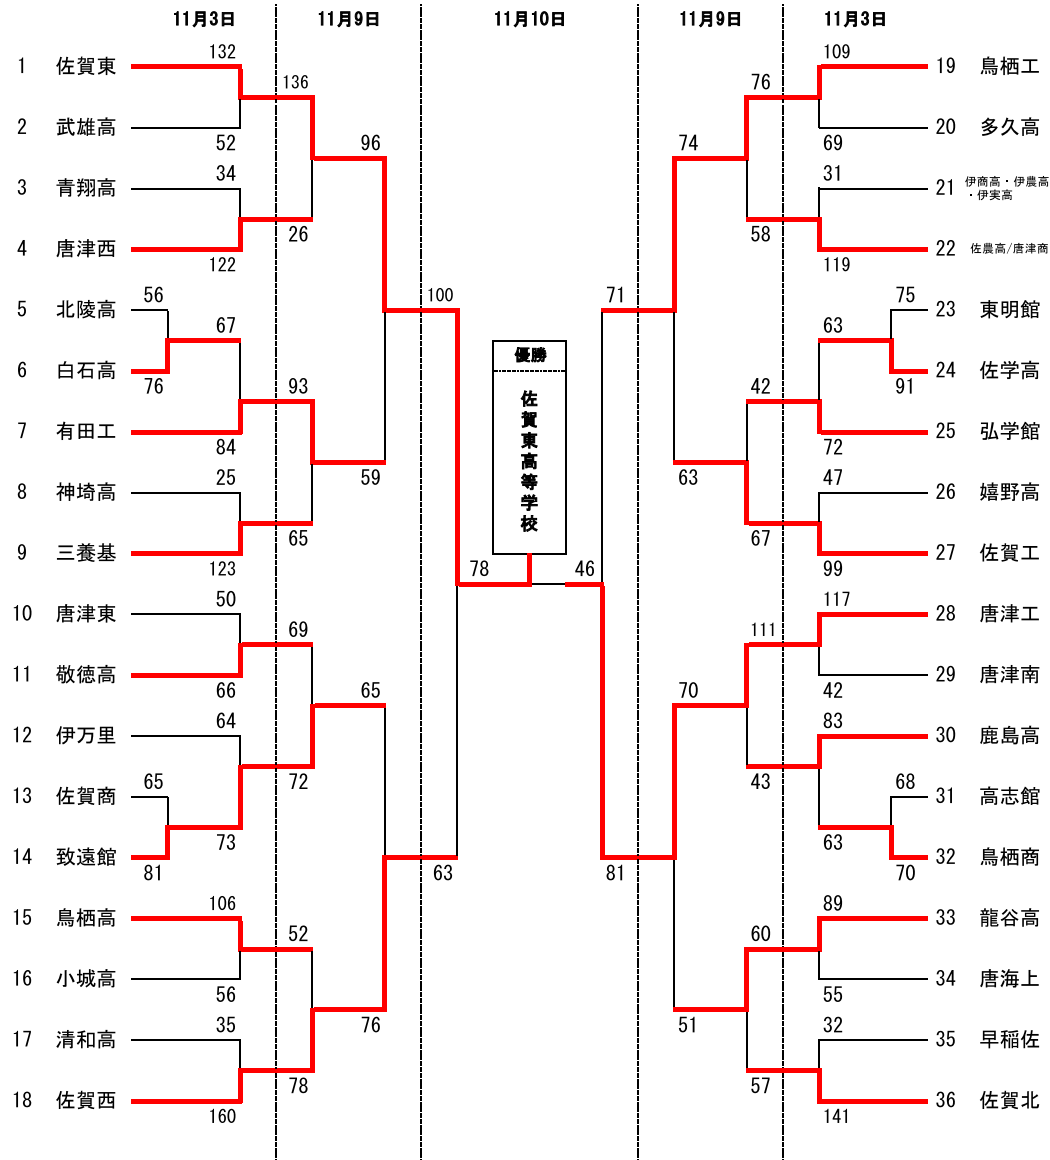 11月3日 11月9日 11月10日 11月9日 11月3日
132 109
1 佐賀東 136 76 19 鳥栖工
2 武雄高 20 多久高
52 96 74 69
34 31
3 青翔高 21 伊商高・伊農高
・伊実高
26 58
4 唐津西 22 佐農高/唐津商
122 119
56 100 71 75
5 北陵高 23 東明館
67 63
6 白石高 24 佐学高
76 93 42 91
7 有田工 25 弘学館
84 72
25 59 63 47
8 神埼高 26 嬉野高
65 67
9 三養基 27 佐賀工
123 78 46 99
優勝
佐賀東高等学校
50 117
10 唐津東 28 唐津工
69 111
11 敬徳高 29 唐津南
66 65 70 42
64 83
12 伊万里 30 鹿島高
65 72 43 68
13 佐賀商 31 高志館
73 63
14 致遠館 32 鳥栖商
81 63 81 70
106 89
15 鳥栖高 33 龍谷高
52 60
16 小城高 34 唐海上
56 55
35 76 51 32
17 清和高 35 早稲佐
78 57
18 佐賀西 36 佐賀北
160 141